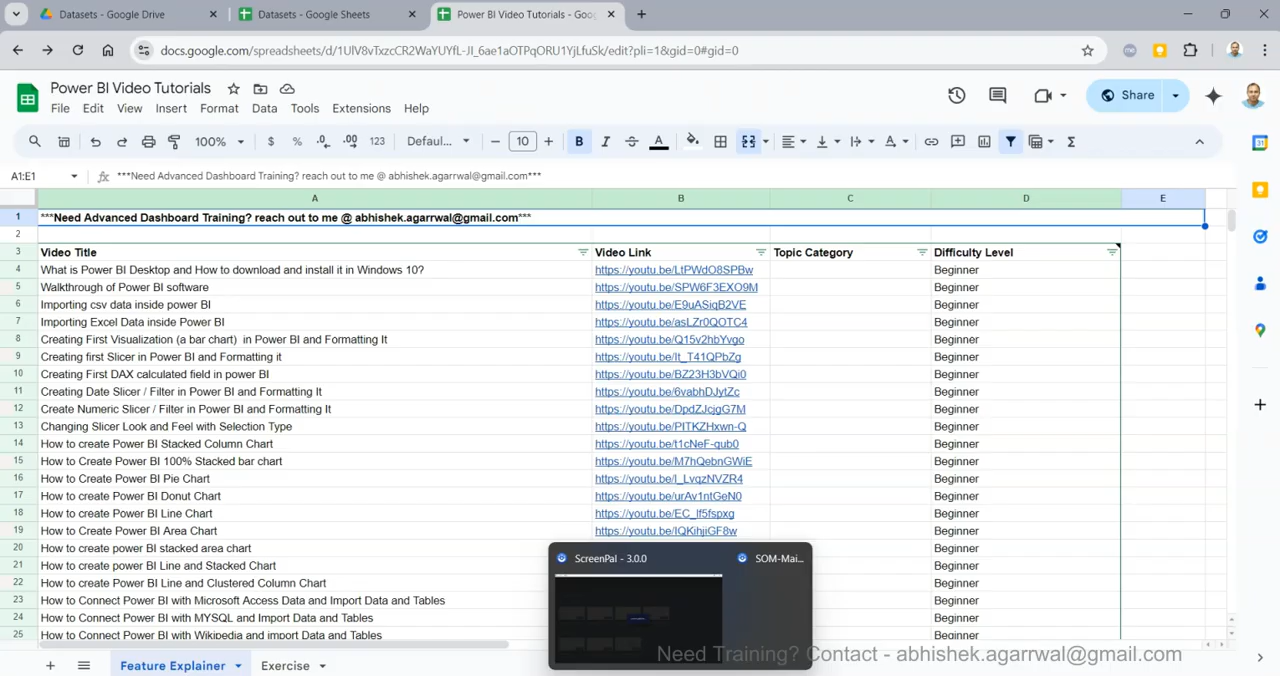 Datasets - Google Drive
Datasets - Google Sheets
Power BI Video Tutorials - Goo
docs.google.com/spreadsheets/d/1UlV8vTxzcCR2WaYUYfL-JI_6ae1aOTPqORU1YjLfuSk/edit?pli=1&gid=0#gid=0
Power BI Video Tutorials
File Edit View Insert Format Data Tools Extensions Help
Share
100% $ % .0 .00 123 Defaul... 10 B I A
A1:E1 fx ***Need Advanced Dashboard Training? reach out to me @ abhishek.agarrwal@gmail.com***
A B C D E
1 ***Need Advanced Dashboard Training? reach out to me @ abhishek.agarrwal@gmail.com***
2
3 Video Title Video Link Topic Category Difficulty Level
4 What is Power BI Desktop and How to download and install it in Windows 10? https://youtu.be/LtPWdO8SPBw Beginner
5 Walkthrough of Power BI software https://youtu.be/SPW6F3EXO9M Beginner
6 Importing csv data inside power BI https://youtu.be/E9uASiqB2VE Beginner
7 Importing Excel Data inside Power BI https://youtu.be/asLZr0QOTC4 Beginner
8 Creating First Visualization (a bar chart) in Power BI and Formatting It https://youtu.be/Q15v2hbYvgo Beginner
9 Creating first Slicer in Power BI and Formatting it https://youtu.be/It_T41QPbZg Beginner
10 Creating First DAX calculated field in power BI https://youtu.be/BZ23H3bVQi0 Beginner
11 Creating Date Slicer / Filter in Power BI and Formatting It https://youtu.be/6vabhDJytZc Beginner
12 Create Numeric Slicer / Filter in Power BI and Formatting It https://youtu.be/DpdZJcjgG7M Beginner
13 Changing Slicer Look and Feel with Selection Type https://youtu.be/PITKZHxwn-Q Beginner
14 How to create Power BI Stacked Column Chart https://youtu.be/t1cNeF-qub0 Beginner
15 How to Create Power BI 100% Stacked bar chart https://youtu.be/M7hQebnGWiE Beginner
16 How to Create Power BI Pie Chart https://youtu.be/l_LvqzNVZR4 Beginner
17 How to create Power BI Donut Chart https://youtu.be/urAv1ntGeN0 Beginner
18 How to create Power BI Line Chart https://youtu.be/EC_lf5fspxg Beginner
19 How to Create Power BI Area Chart https://youtu.be/IQKihjiGF8w Beginner
20 How to create power BI stacked area chart Beginner
21 How to create Power BI Line and Stacked Chart Beginner
22 How to create Power BI Line and Clustered Column Chart Beginner
23 How to Connect Power BI with Microsoft Access Data and Import Data and Tables Beginner
24 How to Connect Power BI with MYSQL and Import Data and Tables Beginner
25 How to Connect Power BI with Wikipedia and import Data and Tables Beginner
ScreenPal - 3.0.0 SOM-Mai...
Need Training? Contact - abhishek.agarrwal@gmail.com
Feature Explainer Exercise